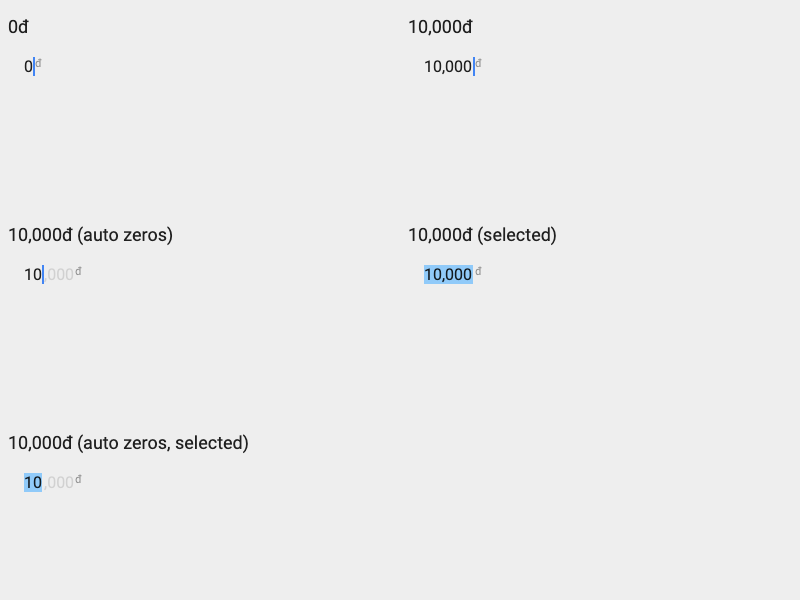 0đ
0đ
10,000đ
10,000đ
10,000đ (auto zeros)
10,000đ
10,000đ (selected)
10,000 đ
10,000đ (auto zeros, selected)
10,000đ